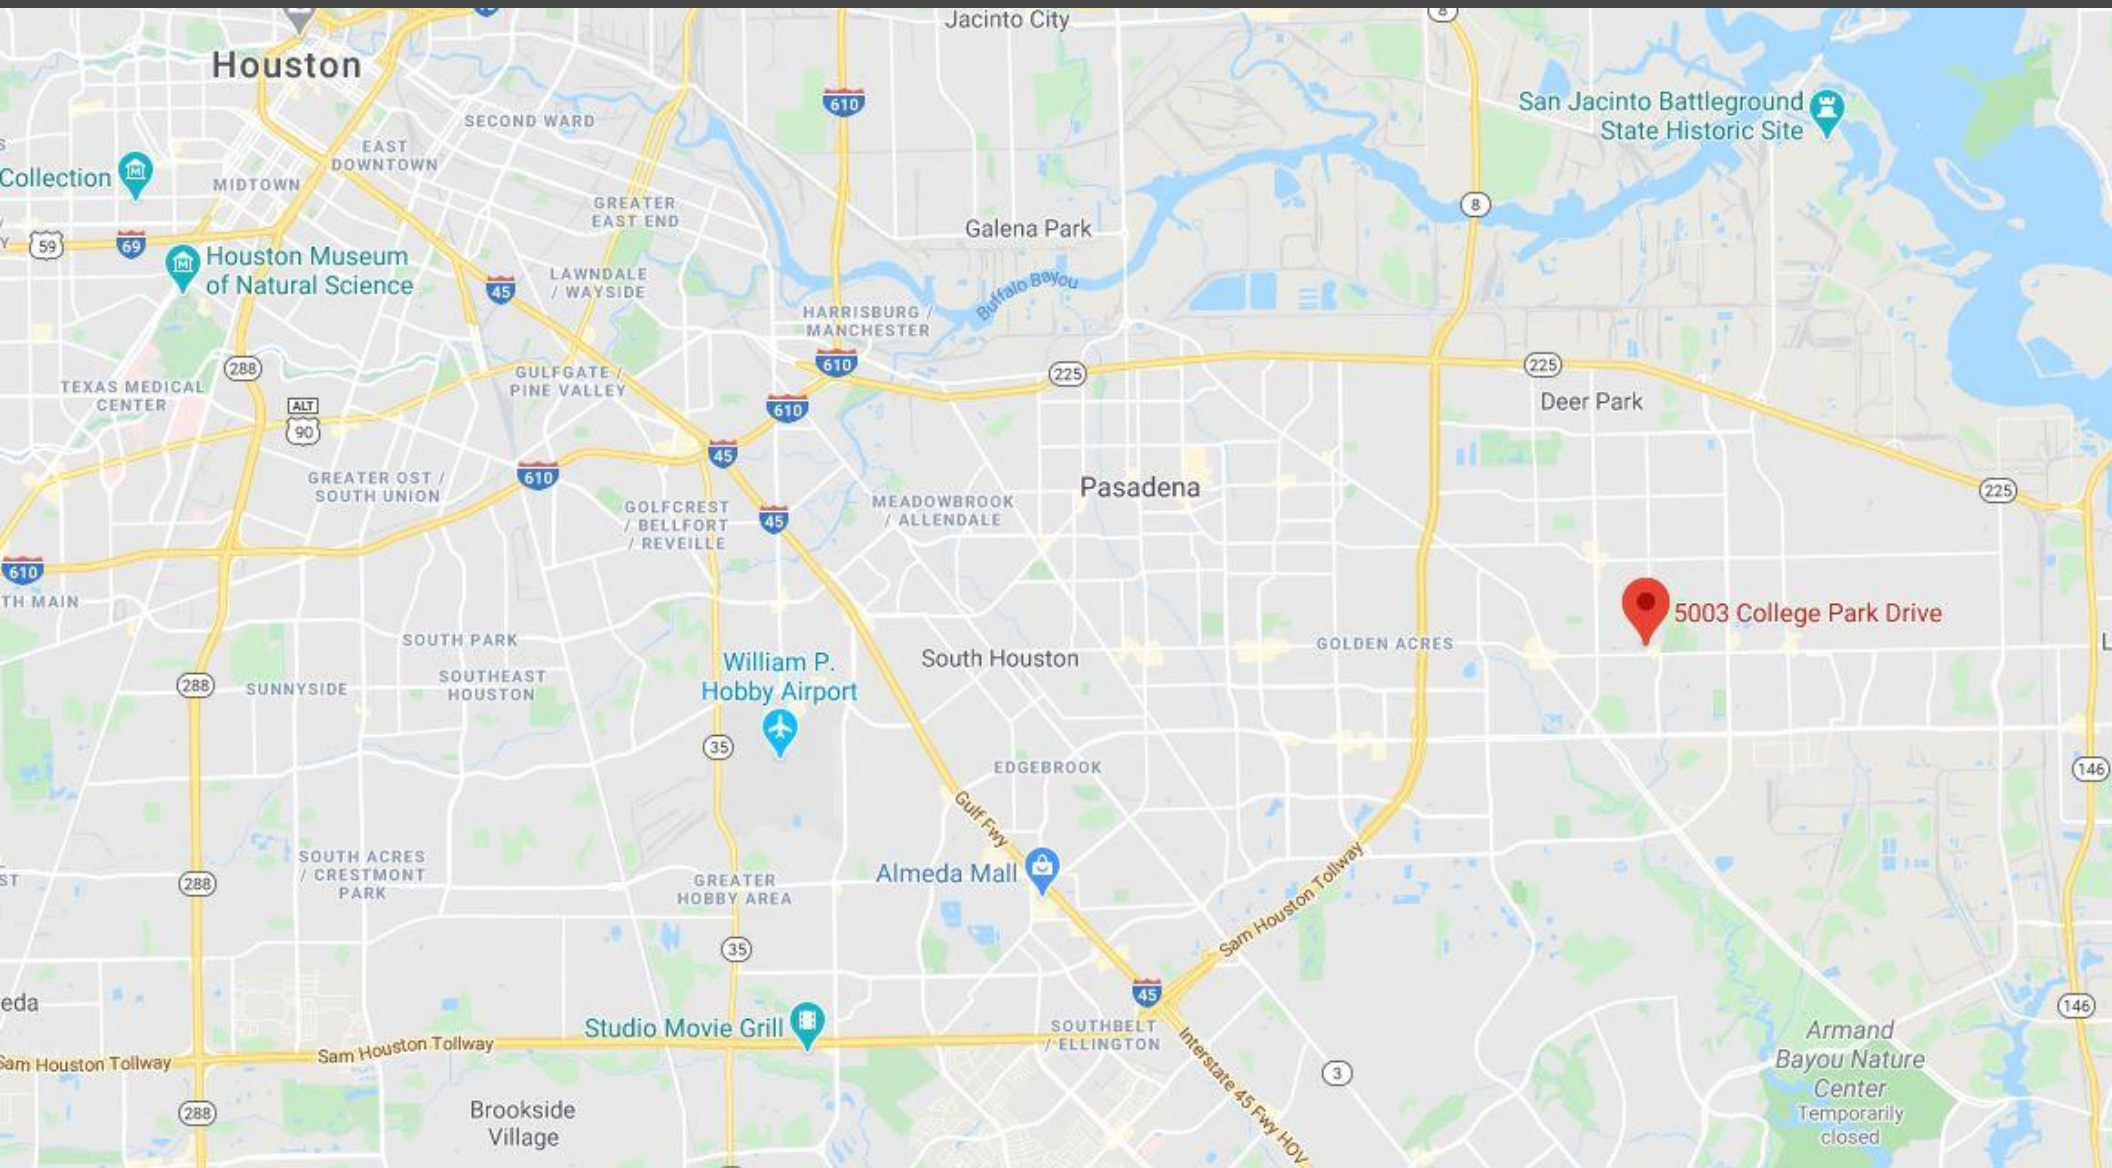 Jacinto City
8
Houston
610
San Jacinto Battleground
State Historic Site
SECOND WARD
EAST
DOWNTOWN
Collection
MIDTOWN
GREATER
EAST END
8
Galena Park
59
69
Houston Museum
of Natural Science
LAWNDALE
/ WAYSIDE
45
Buffalo Bayou
HARRISBURG /
MANCHESTER
610
288
225
225
TEXAS MEDICAL
CENTER
GULFGATE /
PINE VALLEY
Deer Park
ALT
90
610
45
GREATER OST /
SOUTH UNION
610
Pasadena
225
GOLFCREST
/ BELLFORT
/ REVEILLE
45
MEADOWBROOK
/ ALLENDALE
610
TH MAIN
5003 College Park Drive
SOUTH PARK
GOLDEN ACRES
L
William P.
Hobby Airport
South Houston
288
SUNNYSIDE
SOUTHEAST
HOUSTON
35
EDGEBROOK
146
Gulf Fwy
SOUTH ACRES
/ CRESTMONT
PARK
ST
288
Almeda Mall
GREATER
HOBBY AREA
Sam Houston Tollway
35
45
eda
146
Studio Movie Grill
SOUTHBELT
/ ELLINGTON
Armand
Bayou Nature
Center
Temporarily
closed
Sam Houston Tollway
Sam Houston Tollway
Interstate 45 Fwy HOV
3
288
Brookside
Village